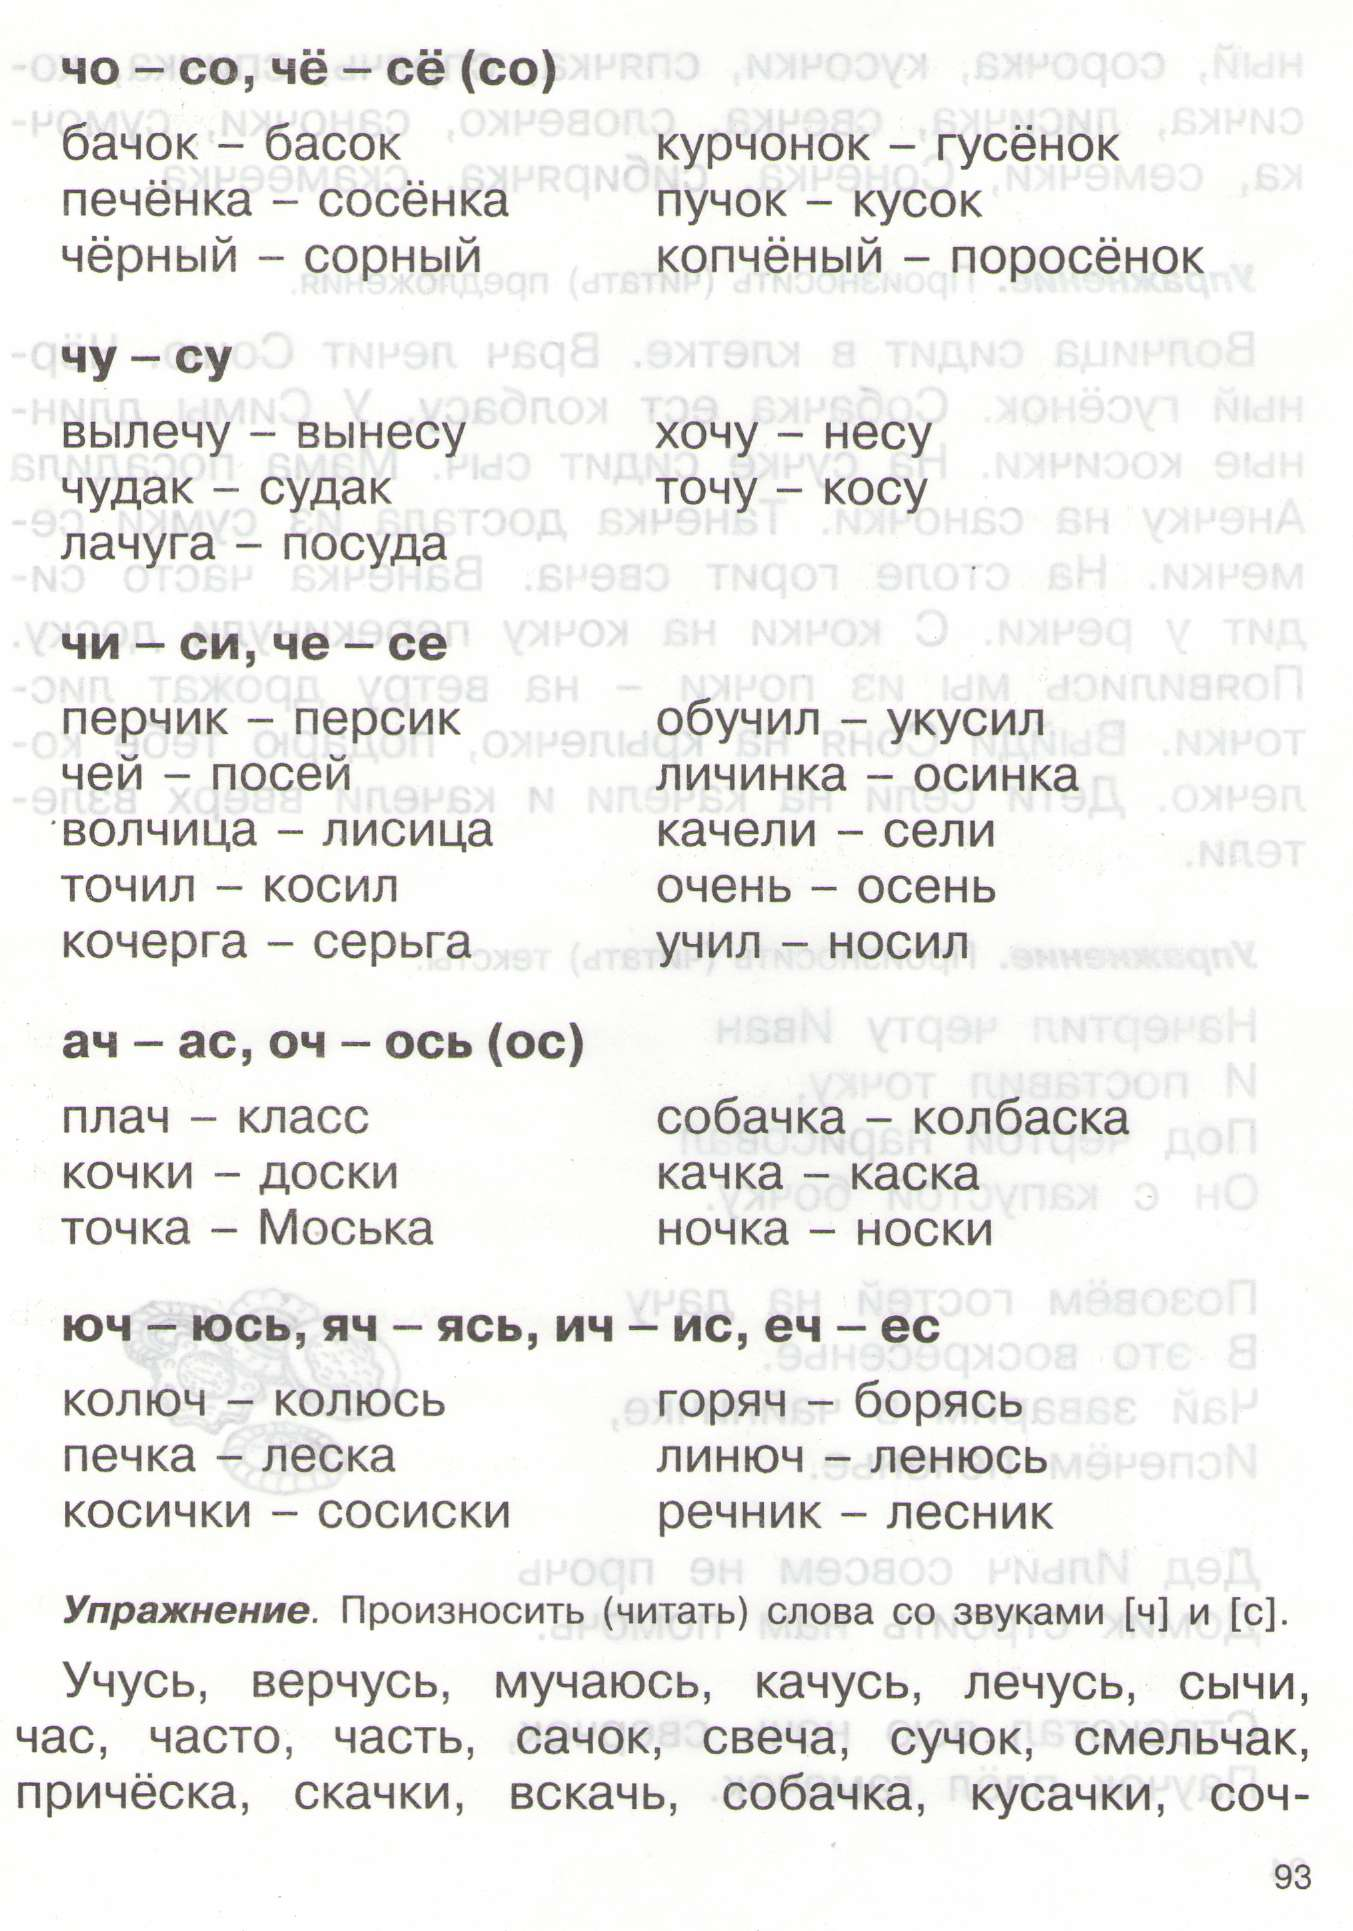 чо – со, чё – сё (со)
бачок – басок курчонок – гусёнок
печёнка – сосёнка пучок – кусок
чёрный – сорный копчёный – поросёнок
чу – су
вылечу – вынесу хочу – несу
чудак – судак точу – косу
лачуга – посуда
чи – си, че – се
перчик – персик обучил – укусил
чей – посей личинка – осинка
волчица – лисица качели – сели
точил – косил очень – осень
кочерга – серьга учил – носил
ач – ас, оч – ось (ос)
плач – класс собачка – колбаска
кочки – доски качка – каска
точка – Моська ночка – носки
юч – юсь, яч – ясь, ич – ис, еч – ес
колюч – колюсь горяч – борясь
печка – леска линюч – ленюсь
косички – сосиски речник – лесник
Упражнение. Произносить (читать) слова со звуками [ч] и [с].
Учусь, верчусь, мучаюсь, качусь, лечусь, сычи,
час, часто, часть, сачок, свеча, сучок, смельчак,
причёска, скачки, вскачь, собачка, кусачки, соч-
93